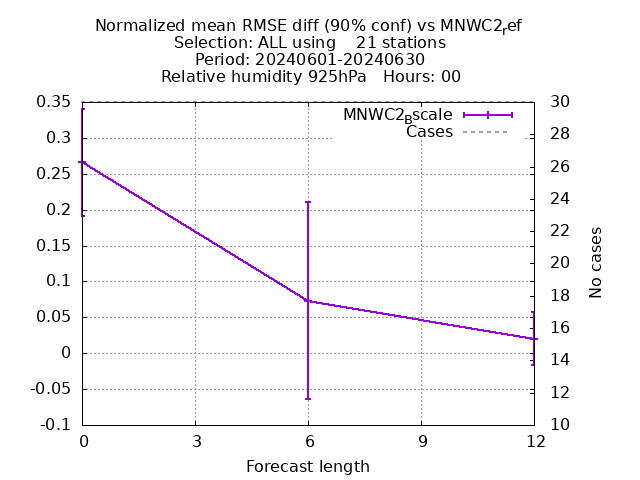 Normalized mean RMSE diff (90% conf) vs MNWC2ref
Selection: ALL using    21 stations
Period: 20240601-20240630
Relative humidity 925hPa   Hours: 00
MNWC2Bscale
Cases
0.35
0.3
0.25
0.2
0.15
0.1
0.05
0
-0.05
-0.1
30
28
26
24
22
20
18
16
14
12
10
No cases
0 3 6 9 12
Forecast length